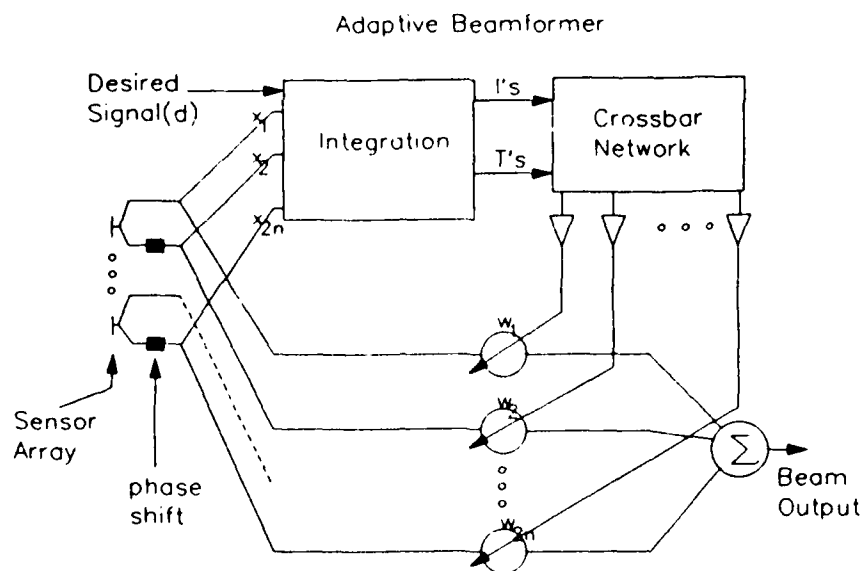 Adaptive Beamformer
Desired
Signal(d)
x1
x2
x2n
Integration
I's
T's
Crossbar
Network
w1
w2
w2n
Σ
Beam
Output
Sensor
Array
phase
shift